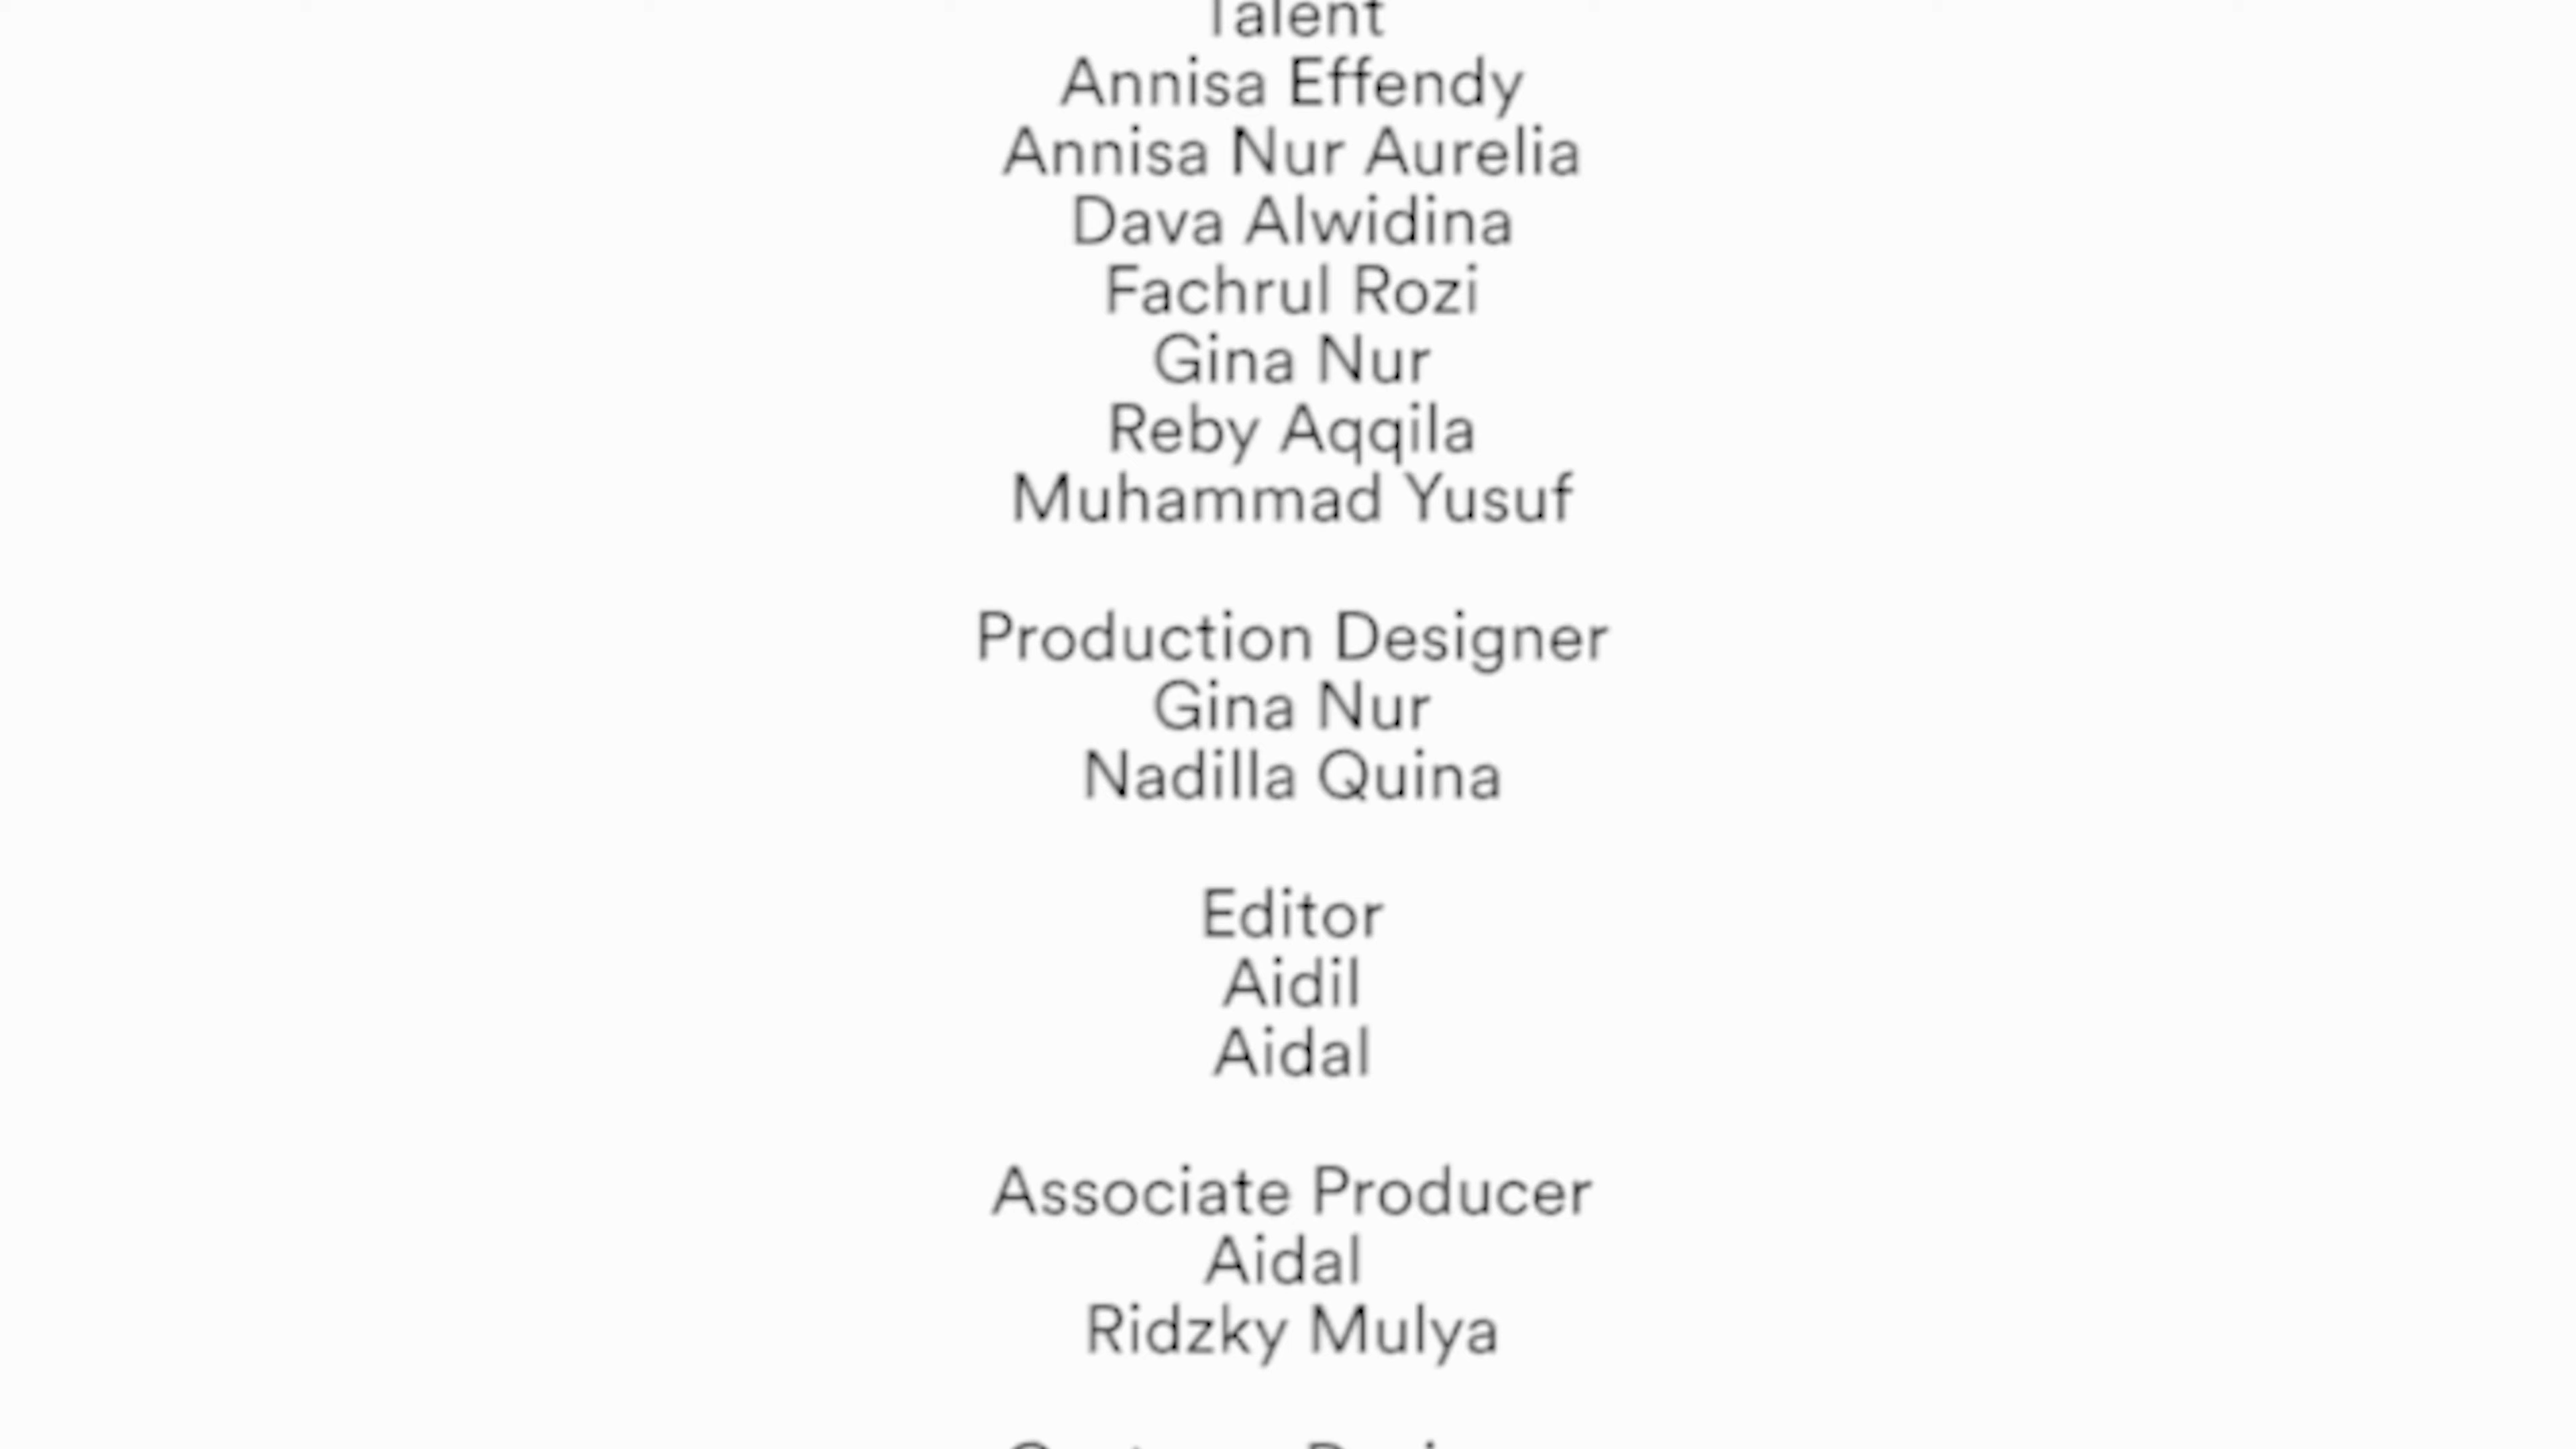 Talent
Annisa Effendy
Annisa Nur Aurelia
Dava Alwidina
Fachrul Rozi
Gina Nur
Reby Aqqila
Muhammad Yusuf
Production Designer
Gina Nur
Nadilla Quina
Editor
Aidil
Aidal
Associate Producer
Aidal
Ridzky Mulya